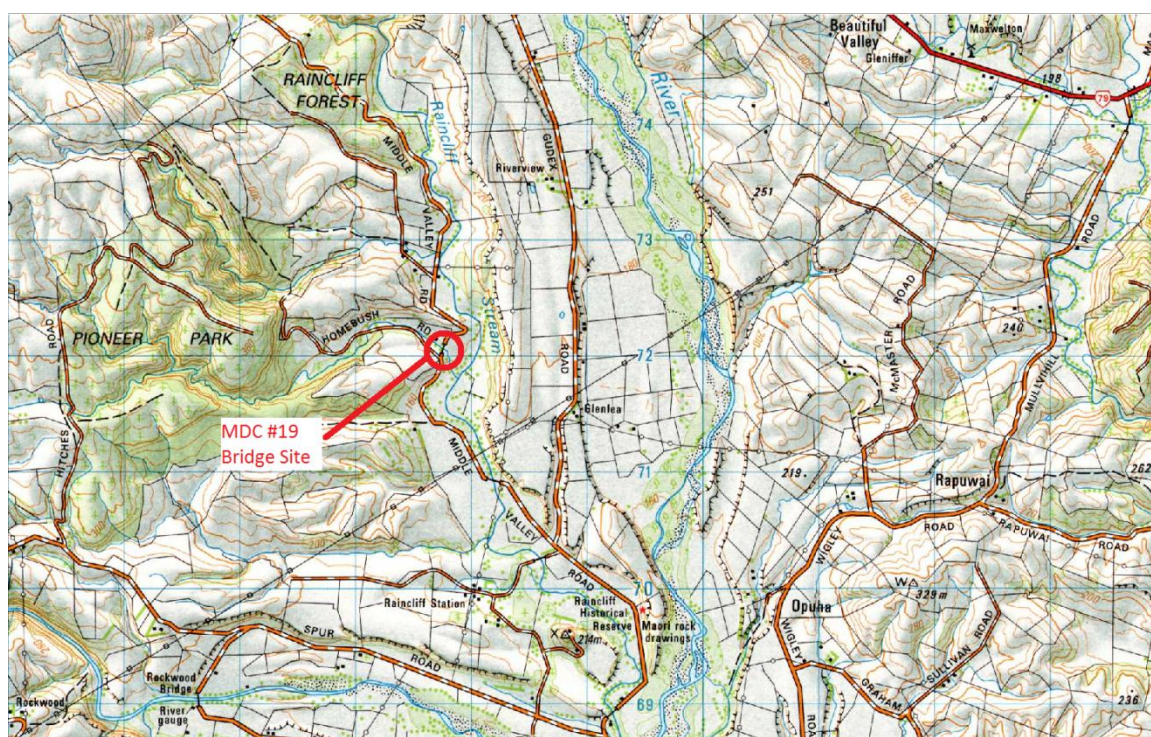 RAINCLIFF
FOREST
Raincliff
Stream
River
Beautiful
Valley
Maxwelton
Gleniffer
198
79
74
MIDDLE
VALLEY
RD
GUDEX
ROAD
Riverview
251
73
ROAD
McMASTER
240
MULVIHILL
ROAD
HITCHES
ROAD
PIONEER PARK
HOMEBUSH
RD
72
MDC #19
Bridge Site
Glenlea
MIDDLE
VALLEY
ROAD
71
219
Rapuwai
262
WIGLEY
ROAD
RAPUWAI
ROAD
70
Raincliff Station
Raincliff
Historical
Reserve
Maori rock
drawings
214m
Opuha
W
329 m
WIGLEY
ROAD
SULLIVAN
ROAD
GRAHAM
SPUR
ROAD
Rockwood
Bridge
Rockwood
River
gauge
69
236